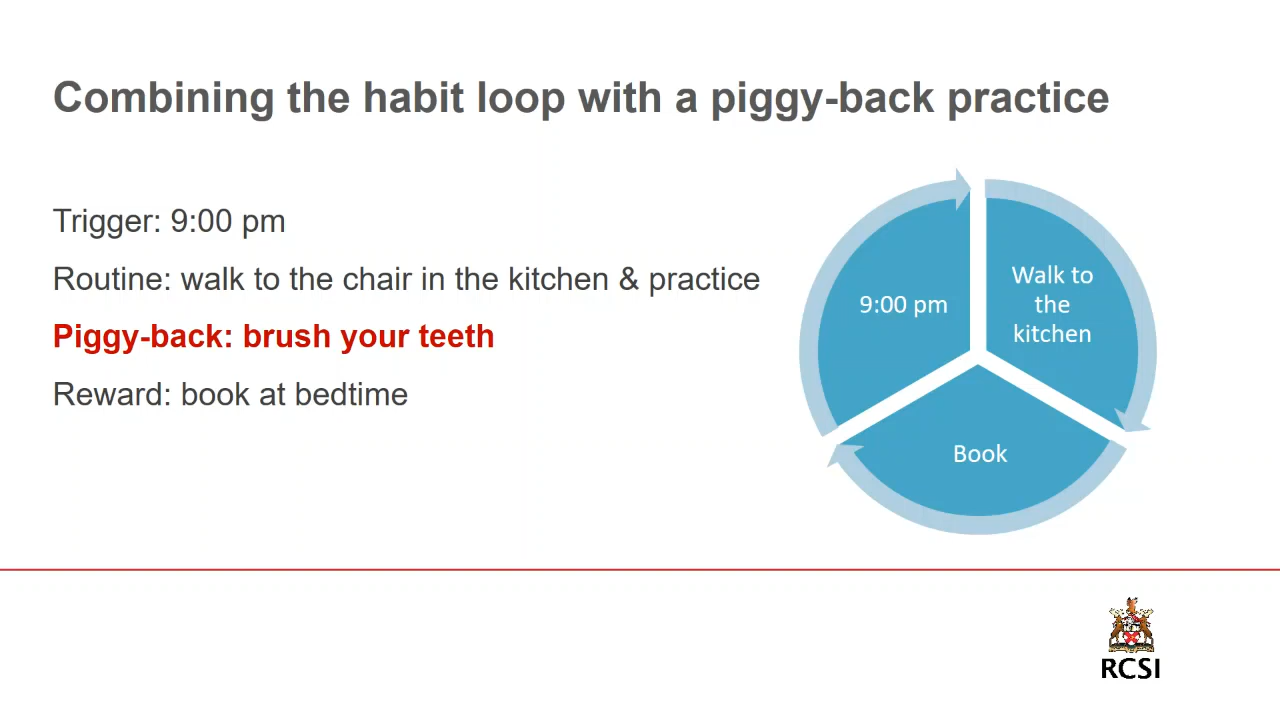 Combining the habit loop with a piggy-back practice
Trigger: 9:00 pm
Routine: walk to the chair in the kitchen & practice
Piggy-back: brush your teeth
Reward: book at bedtime
9:00 pm
Walk to
the
kitchen
Book
RCSI